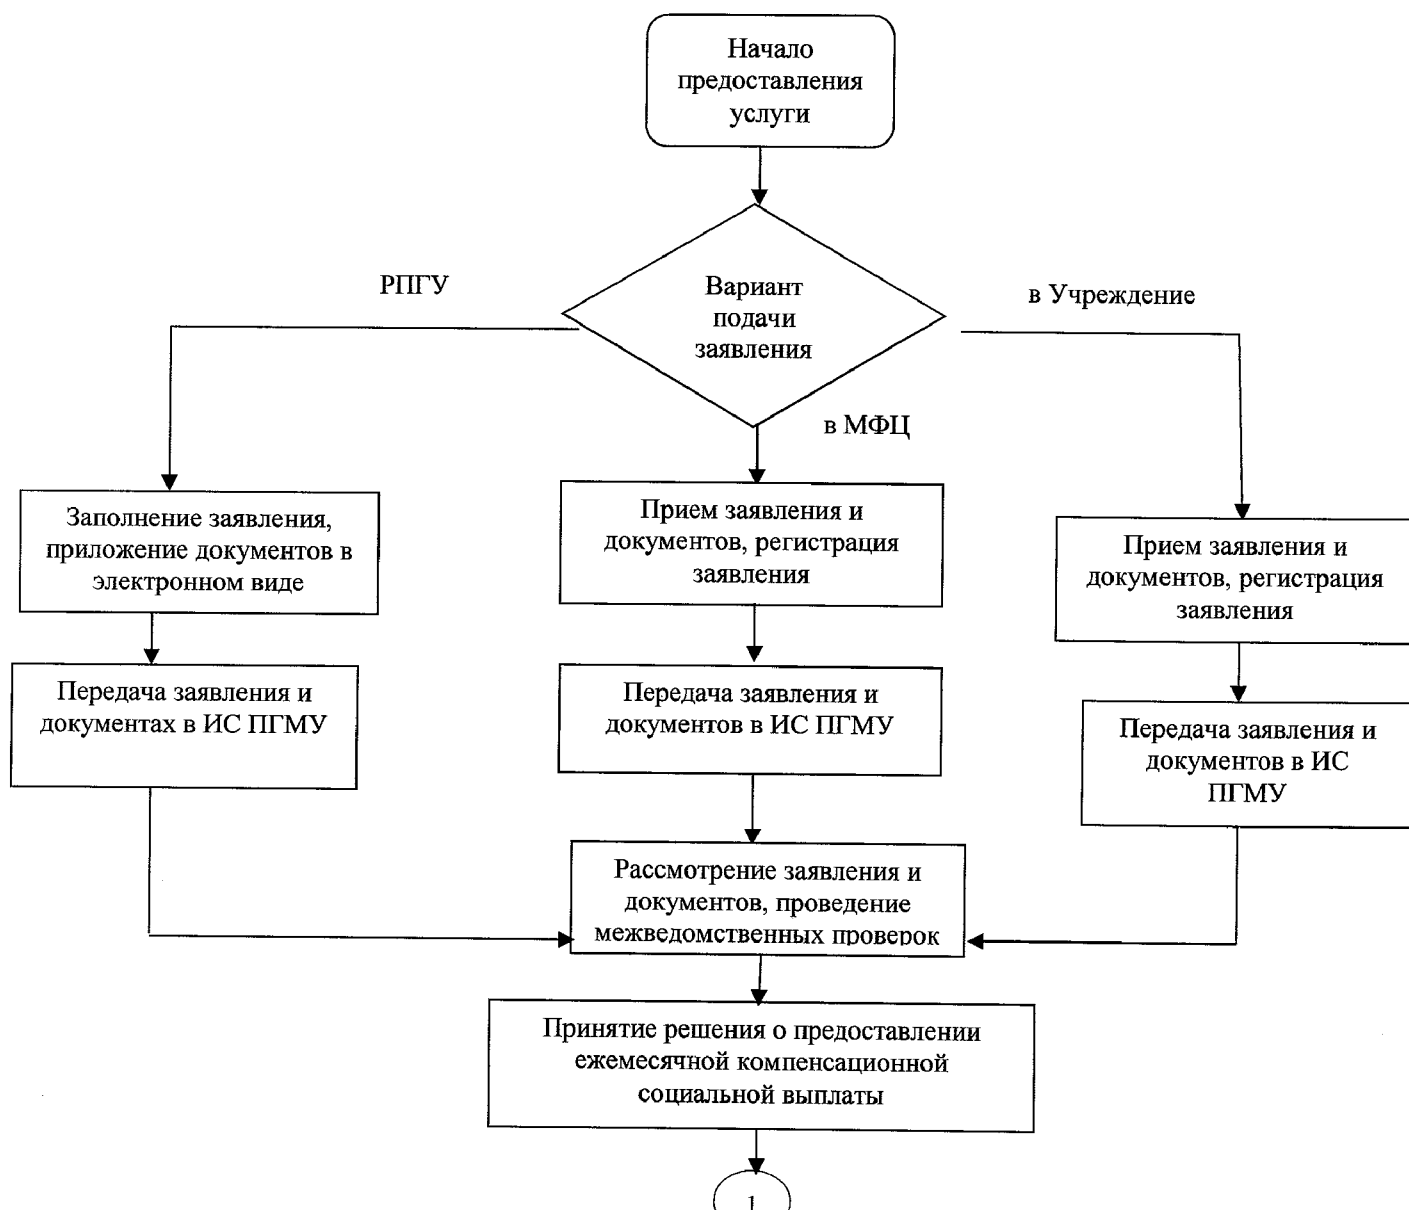 Начало
предоставления
услуги
РПГУ
Вариант
подачи
заявления
в Учреждение
в МФЦ
Заполнение заявления,
приложение документов в
электронном виде
Прием заявления и
документов, регистрация
заявления
Прием заявления и
документов, регистрация
заявления
Передача заявления и
документах в ИС ПГМУ
Передача заявления и
документов в ИС ПГМУ
Передача заявления и
документов в ИС
ПГМУ
Рассмотрение заявления и
документов, проведение
межведомственных проверок
Принятие решения о предоставлении
ежемесячной компенсационной
социальной выплаты
1